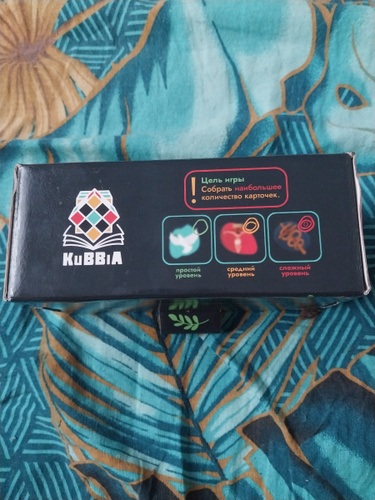 Цель игры
Собрать наибольшее
количество карточек.
KuBBiA
простой
уровень
средний
уровень
сложный
уровень